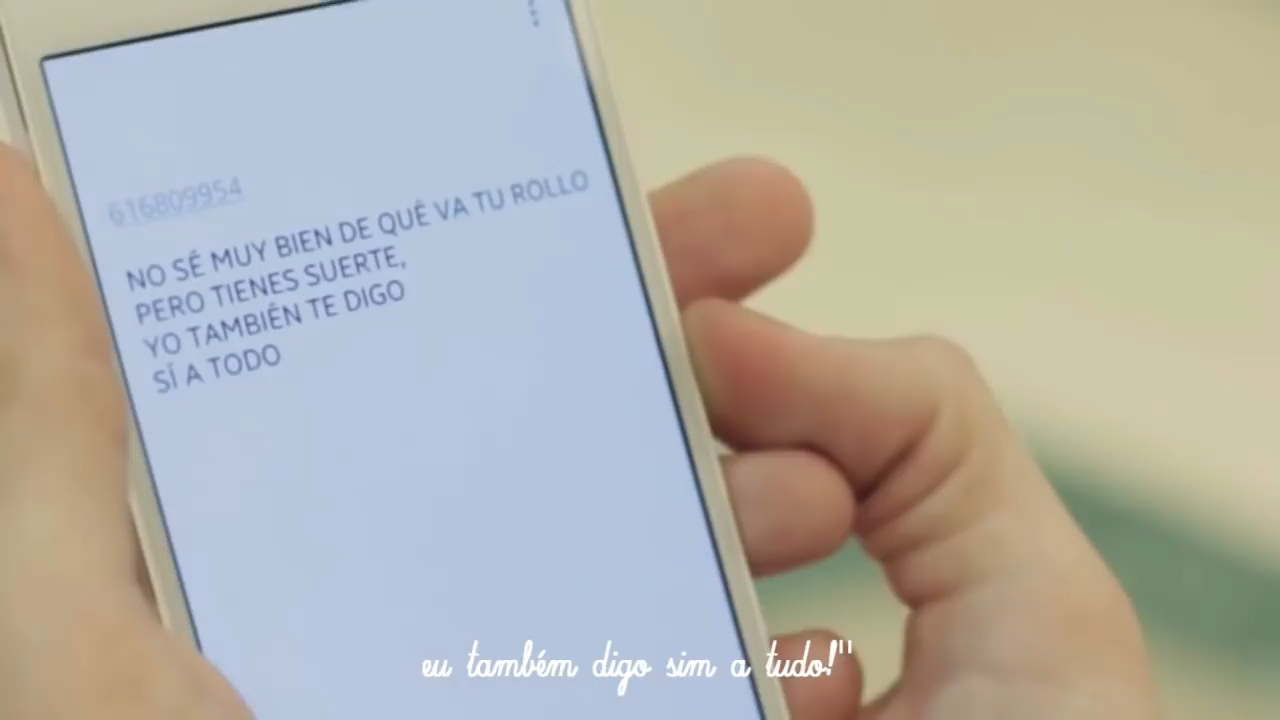 616809954
NO SÉ MUY BIEN DE QUÉ VA TU ROLLO
PERO TIENES SUERTE,
YO TAMBIÉN TE DIGO
SÍ A TODO
eu também digo sim a tudo!"